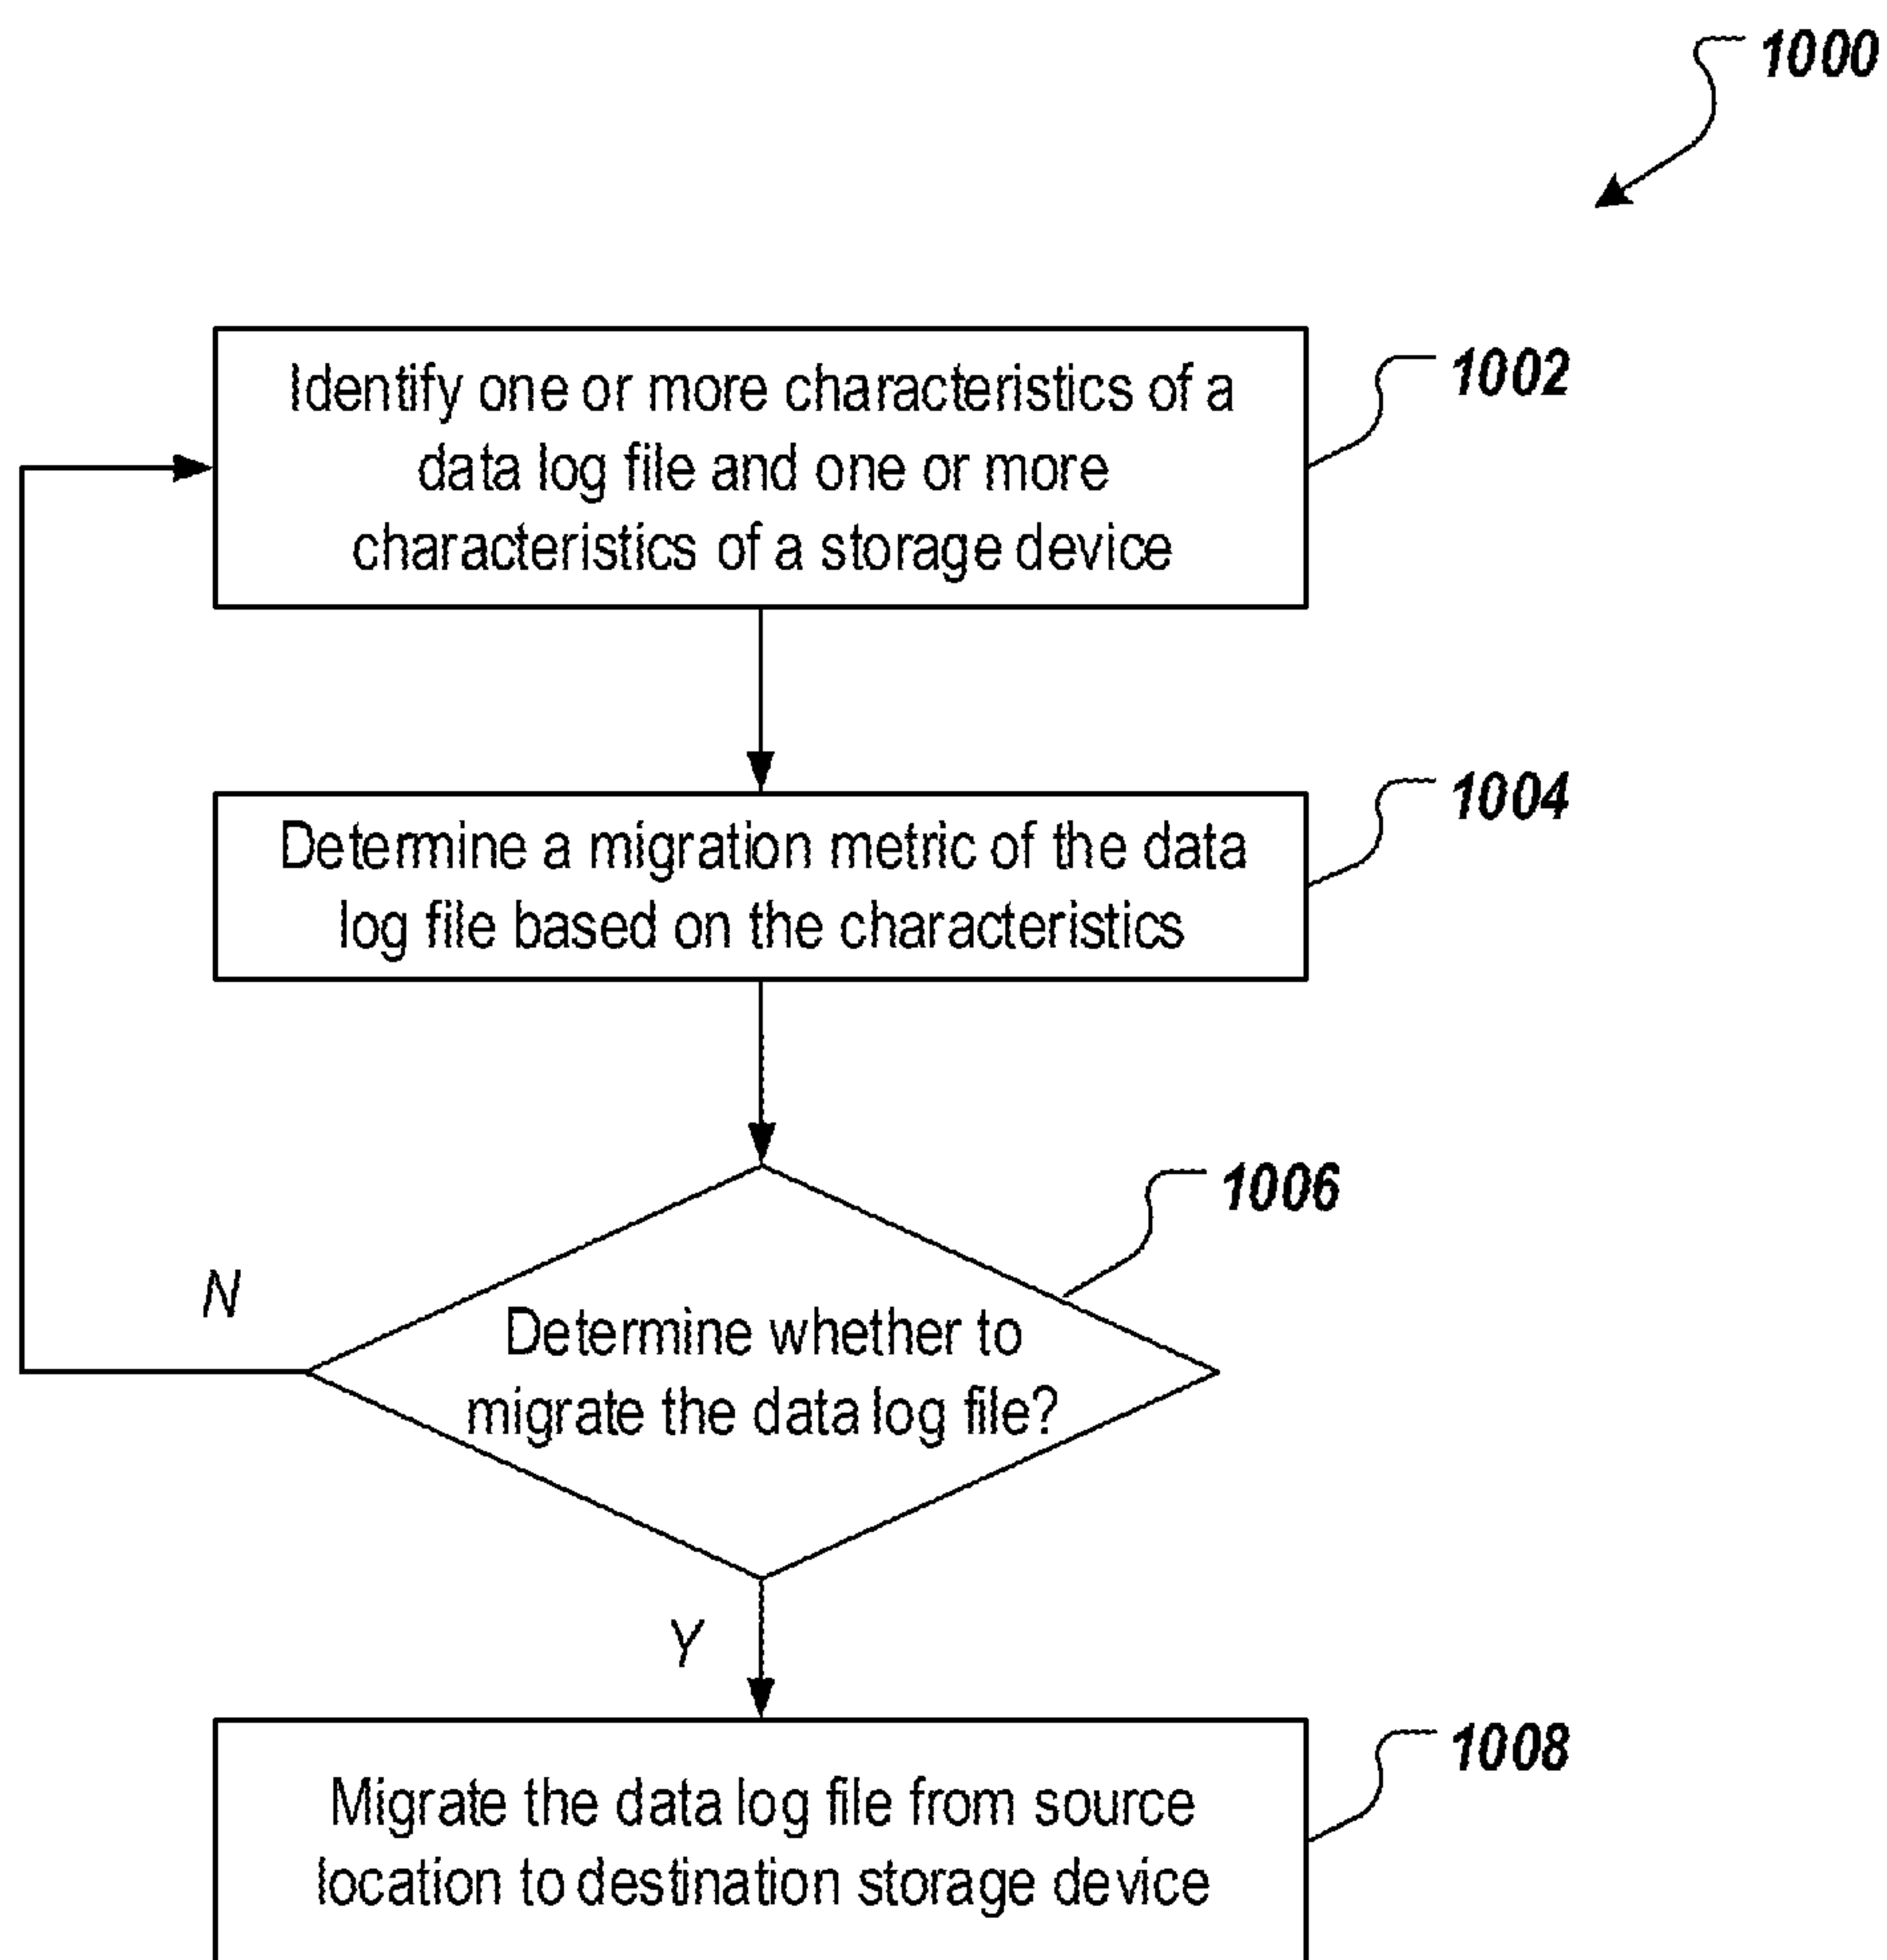 1000
Identify one or more characteristics of a
data log file and one or more
characteristics of a storage device
1002
Determine a migration metric of the data
log file based on the characteristics
1004
1006
N
Determine whether to
migrate the data log file?
Y
Migrate the data log file from source
location to destination storage device
1008